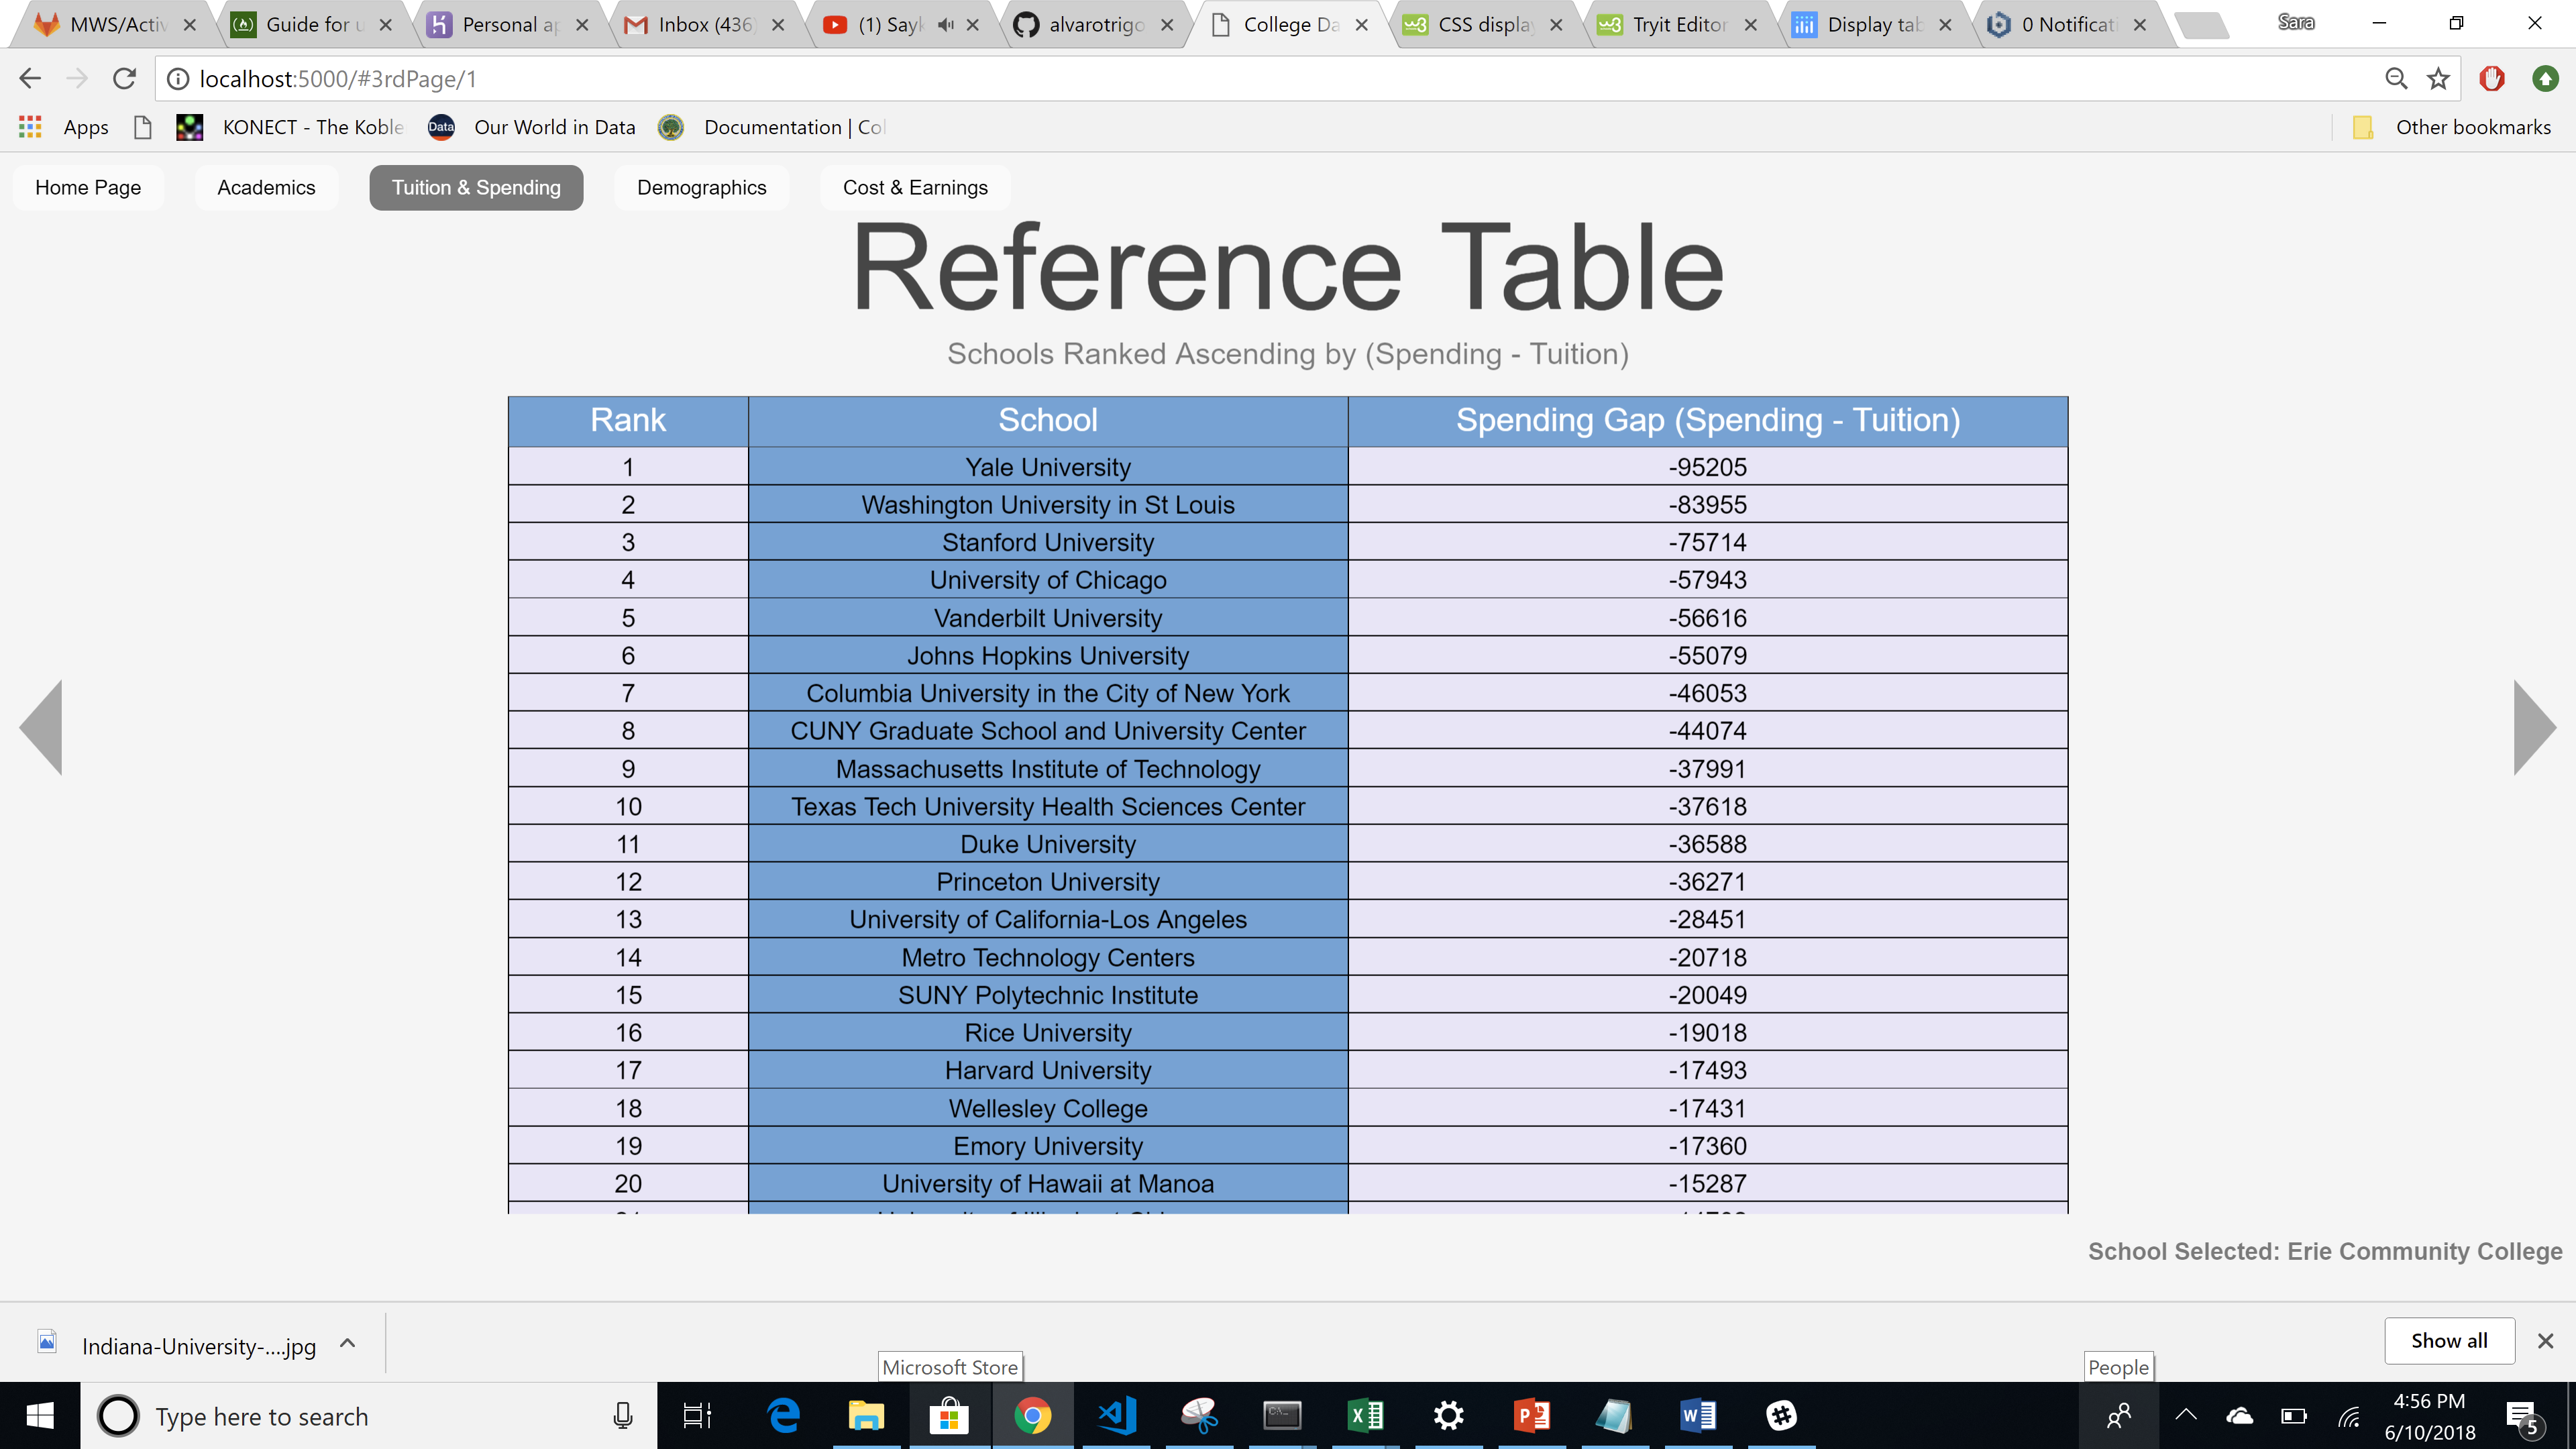 MWS/Activ
Guide for u
Personal ap
Inbox (436
(1) Sayk
alvarotrigo
College Da
CSS display
Tryit Editor
Display tab
0 Notificati
Sara
localhost:5000/#3rdPage/1
Apps
KONECT - The Koble
Data
Our World in Data
Documentation | Col
Other bookmarks
Home Page
Academics
Tuition & Spending
Demographics
Cost & Earnings
Reference Table
Schools Ranked Ascending by (Spending - Tuition)
Rank School Spending Gap (Spending - Tuition)
1 Yale University -95205
2 Washington University in St Louis -83955
3 Stanford University -75714
4 University of Chicago -57943
5 Vanderbilt University -56616
6 Johns Hopkins University -55079
7 Columbia University in the City of New York -46053
8 CUNY Graduate School and University Center -44074
9 Massachusetts Institute of Technology -37991
10 Texas Tech University Health Sciences Center -37618
11 Duke University -36588
12 Princeton University -36271
13 University of California-Los Angeles -28451
14 Metro Technology Centers -20718
15 SUNY Polytechnic Institute -20049
16 Rice University -19018
17 Harvard University -17493
18 Wellesley College -17431
19 Emory University -17360
20 University of Hawaii at Manoa -15287
School Selected: Erie Community College
Indiana-University-....jpg
Show all
Microsoft Store
People
Type here to search
4:56 PM
6/10/2018
5